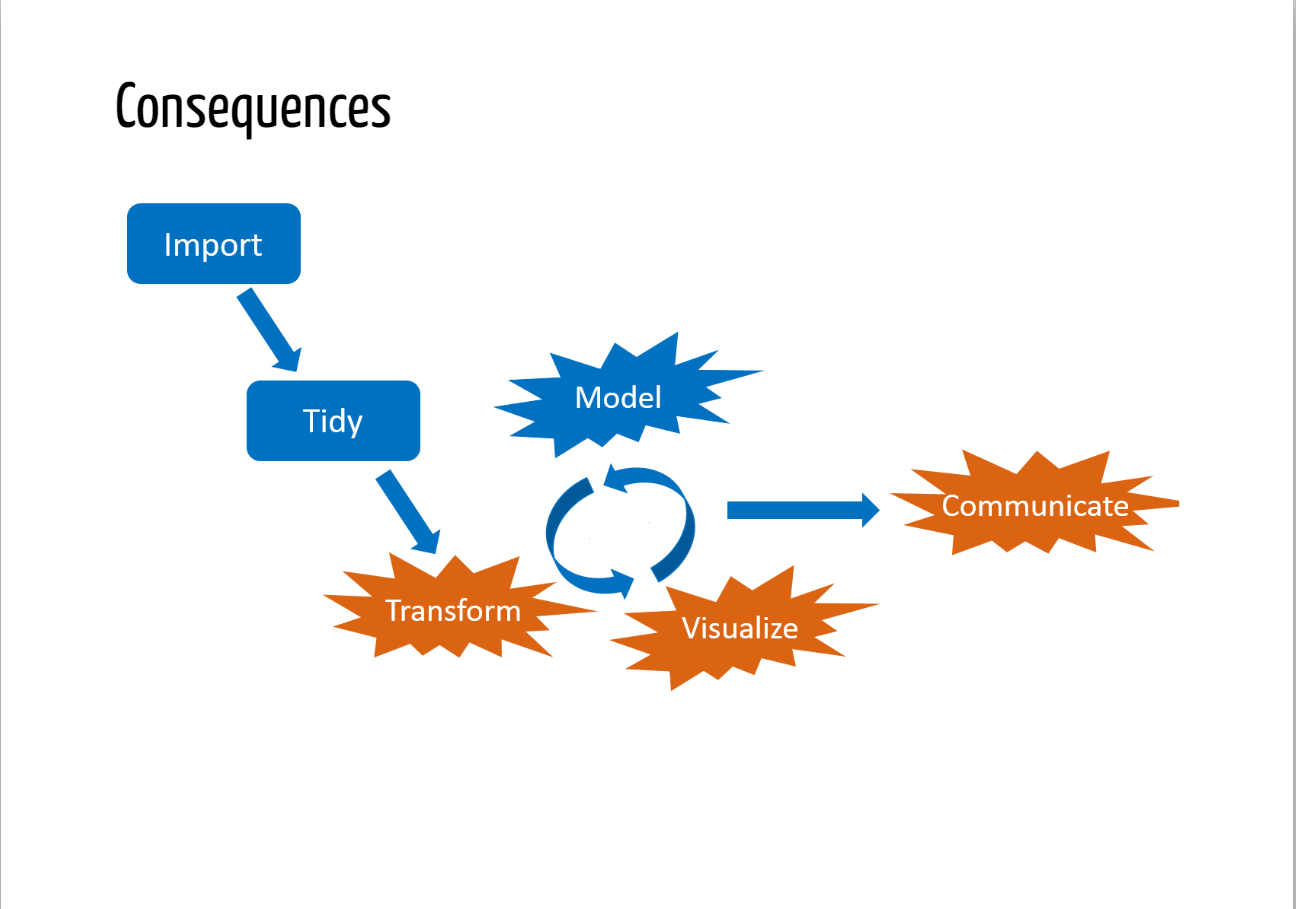 Consequences
Import
Tidy
Model
Transform
Visualize
Communicate